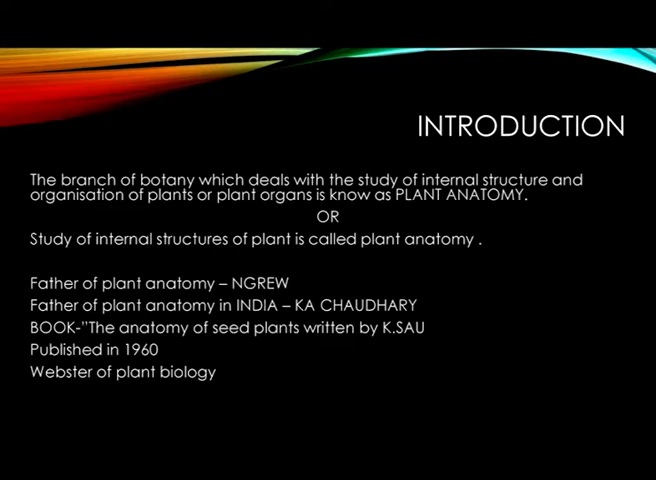 INTRODUCTION
The branch of botany which deals with the study of internal structure and
organisation of plants or plant organs is know as PLANT ANATOMY.
OR
Study of internal structures of plant is called plant anatomy .
Father of plant anatomy – NGREW
Father of plant anatomy in INDIA – KA CHAUDHARY
BOOK-"The anatomy of seed plants written by K.SAU
Published in 1960
Webster of plant biology